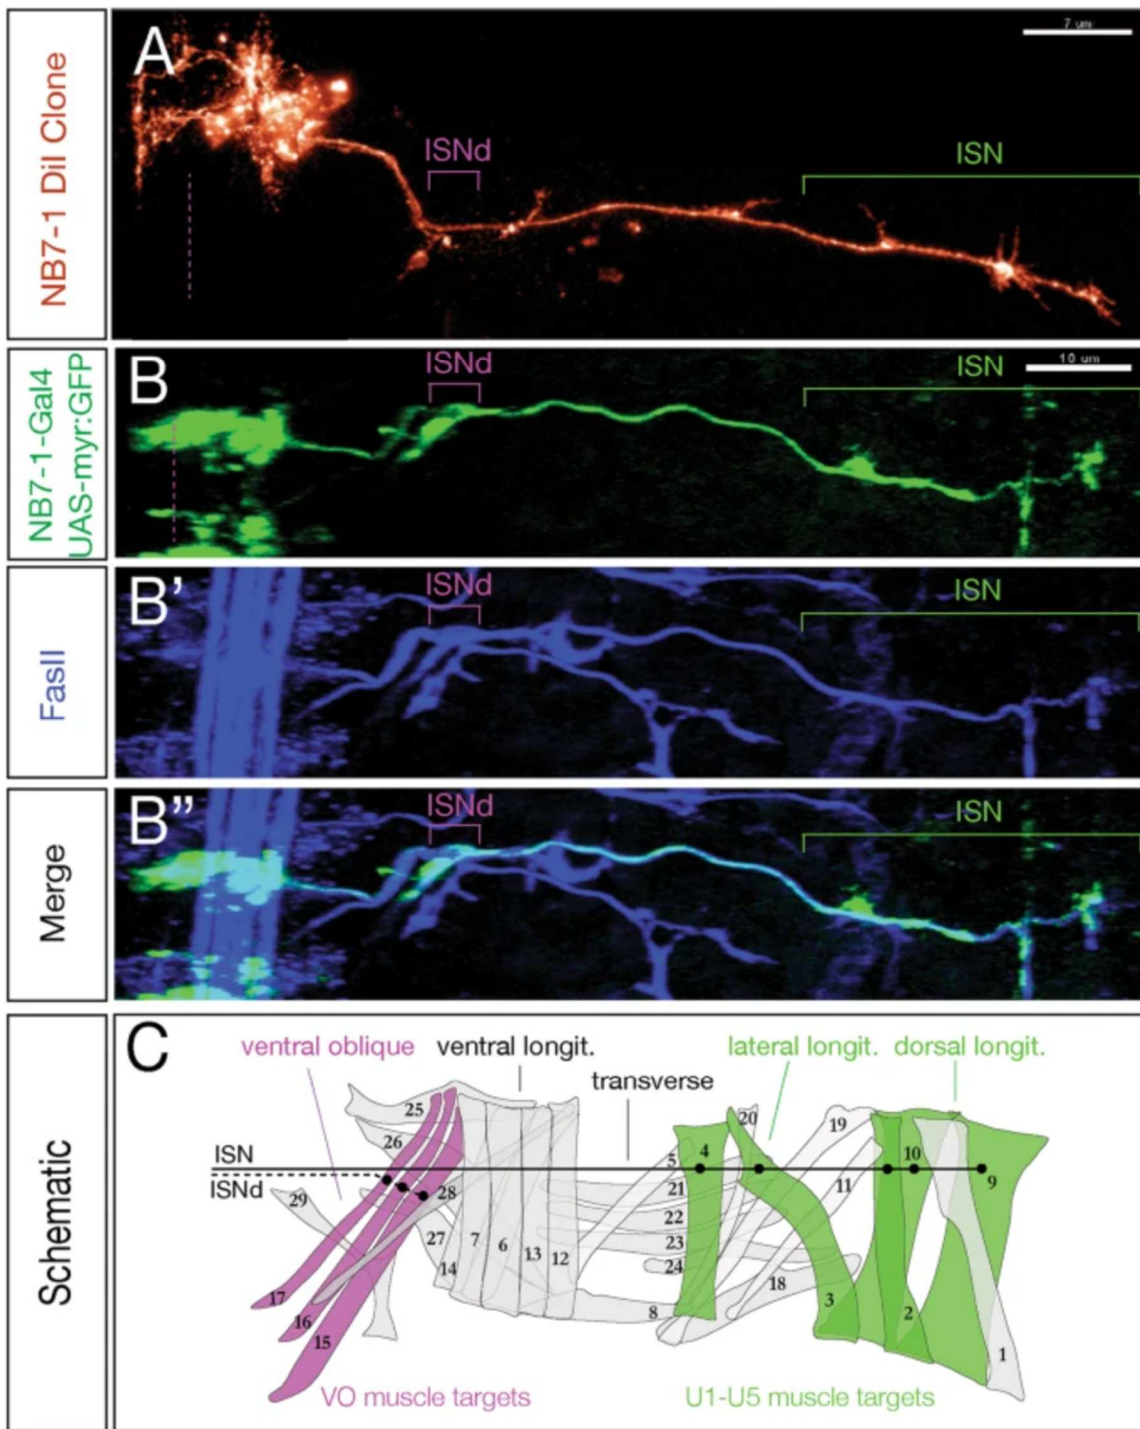 NB7-1 DiI Clone
A
7 um
ISNd
ISN
NB7-1-Gal4
UAS-myr:GFP
B
ISNd
ISN
10 um
FasII
B’
ISNd
ISN
Merge
B”
ISNd
ISN
Schematic
C
ventral oblique
ventral longit.
lateral longit.
dorsal longit.
transverse
ISN
ISNd
25
26
29
28
27
14
7
6
13
12
17
16
15
5
4
20
19
10
21
11
9
22
23
24
18
8
3
2
1
VO muscle targets
U1-U5 muscle targets